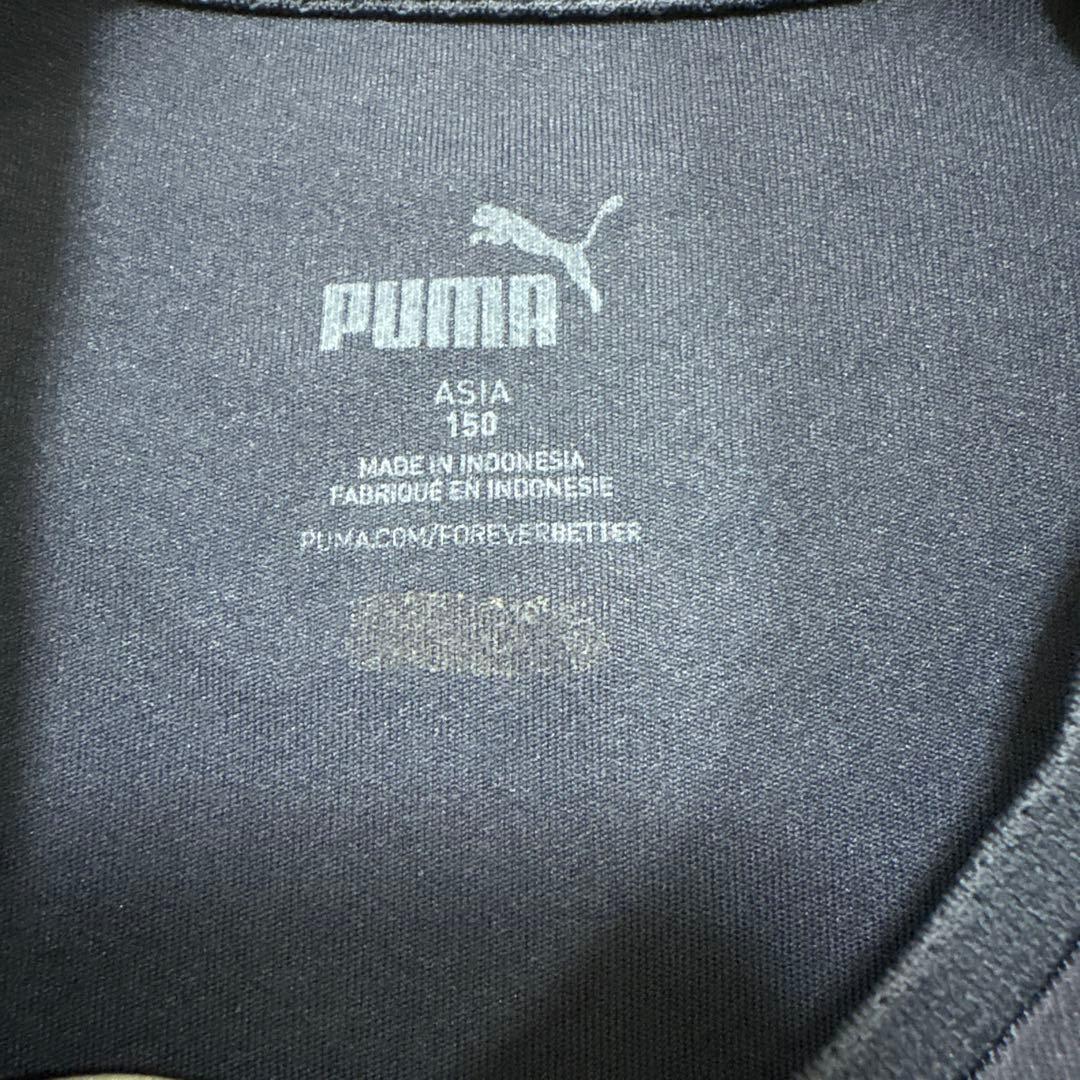 PUMA
ASIA
150
MADE IN INDONESIA
FABRIQUÉ EN INDONESIE
PUMA.COM/FOREVERBETTER